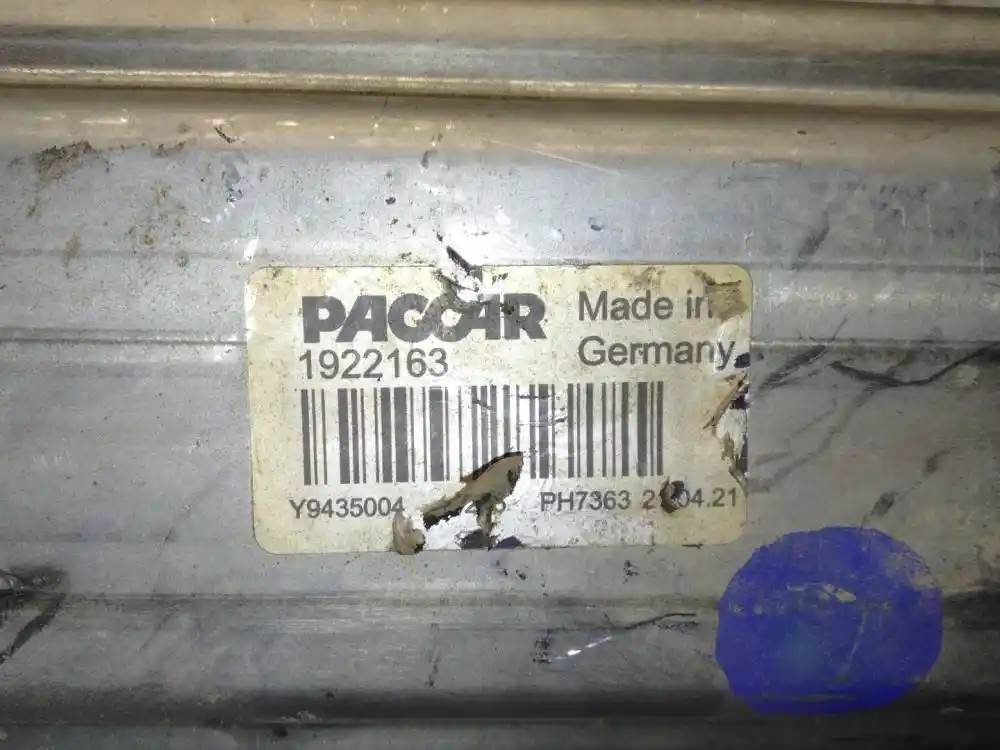 PACCAR
1922163
Made in
Germany
Y9435004 PH7363